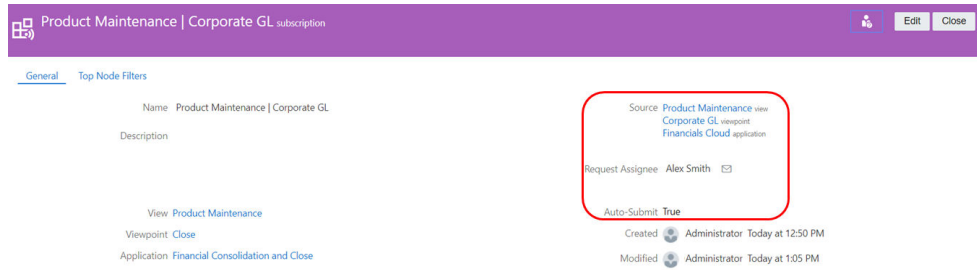 Product Maintenance | Corporate GL subscription
Edit
Close
General
Top Node Filters
Name Product Maintenance | Corporate GL
Description
View Product Maintenance
Viewpoint Close
Application Financial Consolidation and Close
Source Product Maintenance view
Corporate GL viewpoint
Financials Cloud application
Request Assignee Alex Smith
Auto-Submit True
Created Administrator Today at 12:50 PM
Modified Administrator Today at 1:05 PM